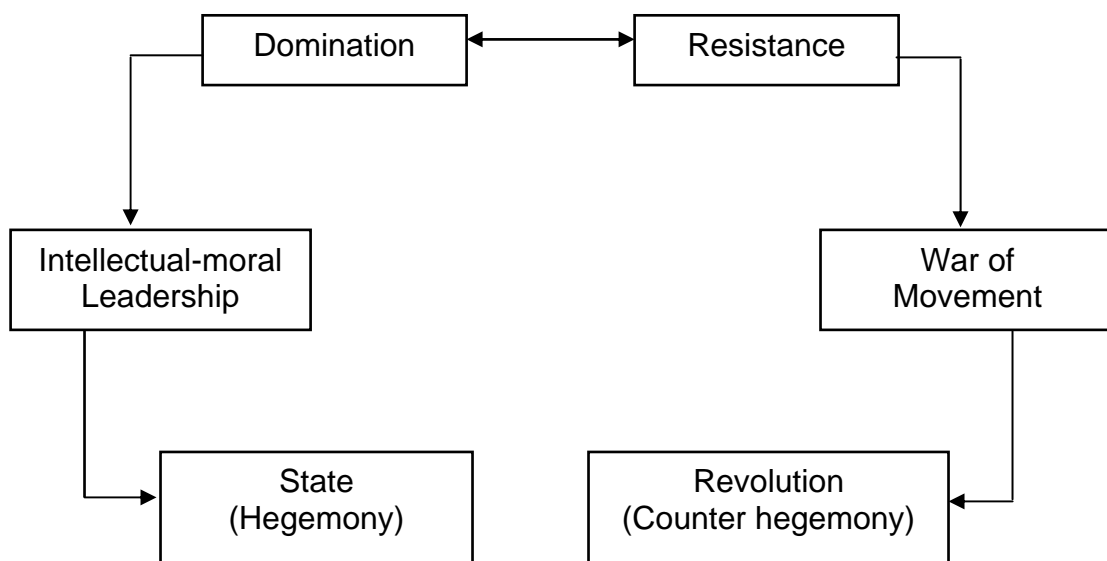 Domination
Resistance
Intellectual-moral
Leadership
War of
Movement
State
(Hegemony)
Revolution
(Counter hegemony)